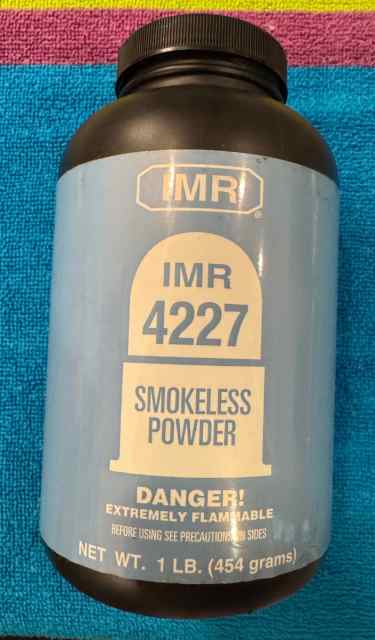 IMR
®
IMR
4227
SMOKELESS
POWDER
DANGER!
EXTREMELY FLAMMABLE
BEFORE USING SEE PRECAUTIONS ON SIDES
NET WT. 1 LB. (454 grams)